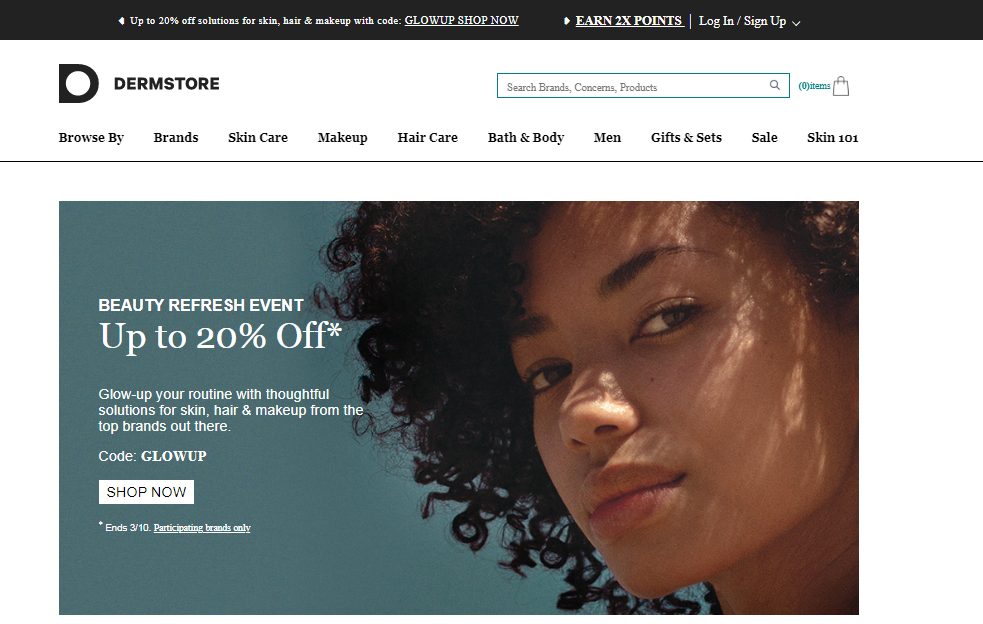 Up to 20% off solutions for skin, hair & makeup with code: GLOWUP SHOP NOW
EARN 2X POINTS | Log In / Sign Up
DERMSTORE
Search Brands, Concerns, Products
(0)items
Browse By Brands Skin Care Makeup Hair Care Bath & Body Men Gifts & Sets Sale Skin 101
BEAUTY REFRESH EVENT
Up to 20% Off*
Glow-up your routine with thoughtful
solutions for skin, hair & makeup from the
top brands out there.
Code: GLOWUP
SHOP NOW
* Ends 3/10. Participating brands only